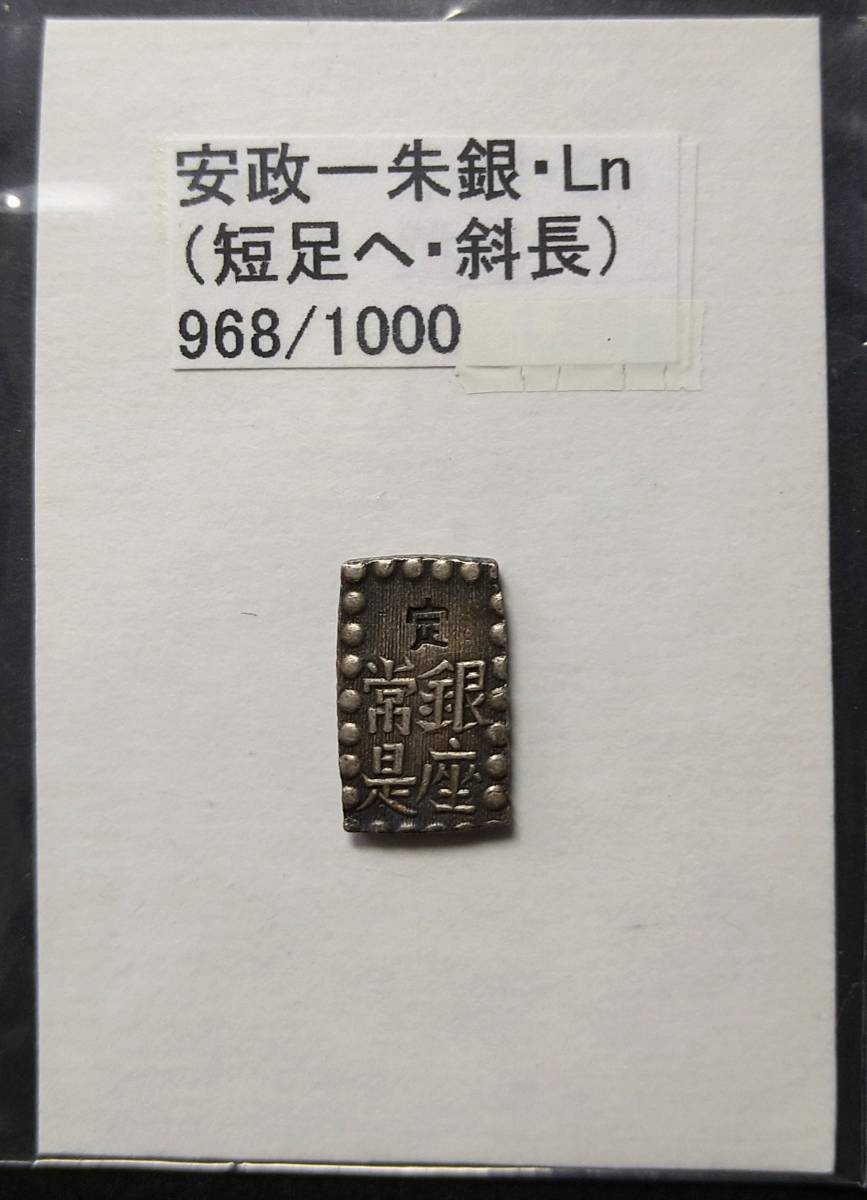 安政一朱銀・Ln
（短足へ・斜長）
968/1000
定
銀座
常是